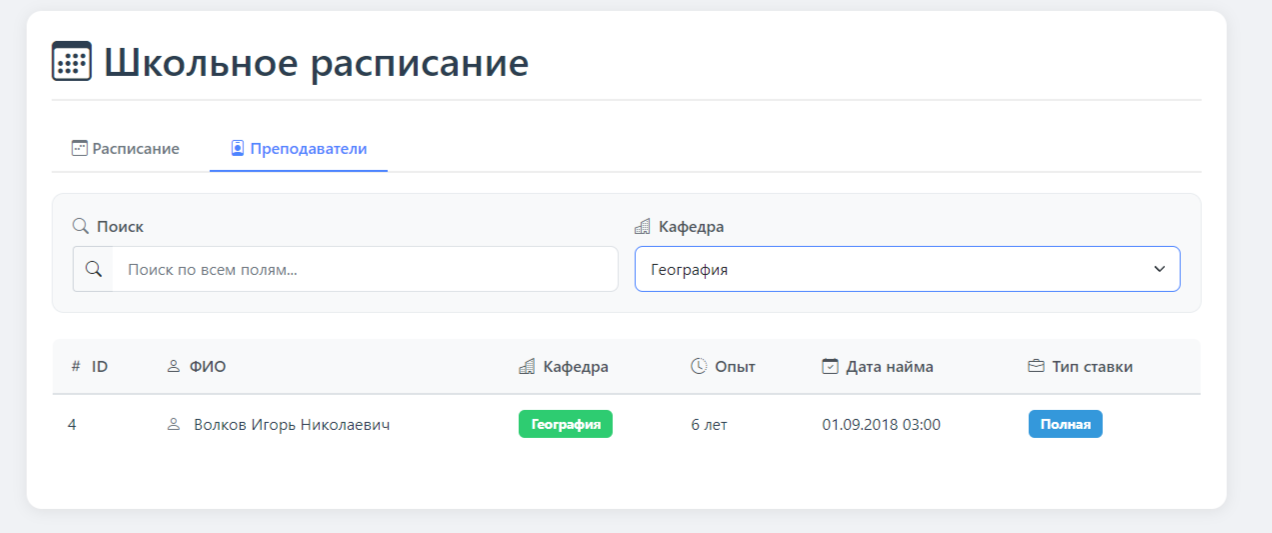 Школьное расписание
Расписание Преподаватели
Поиск Кафедра
Поиск по всем полям... География
# ID ФИО Кафедра Опыт Дата найма Тип ставки
4 Волков Игорь Николаевич География 6 лет 01.09.2018 03:00 Полная